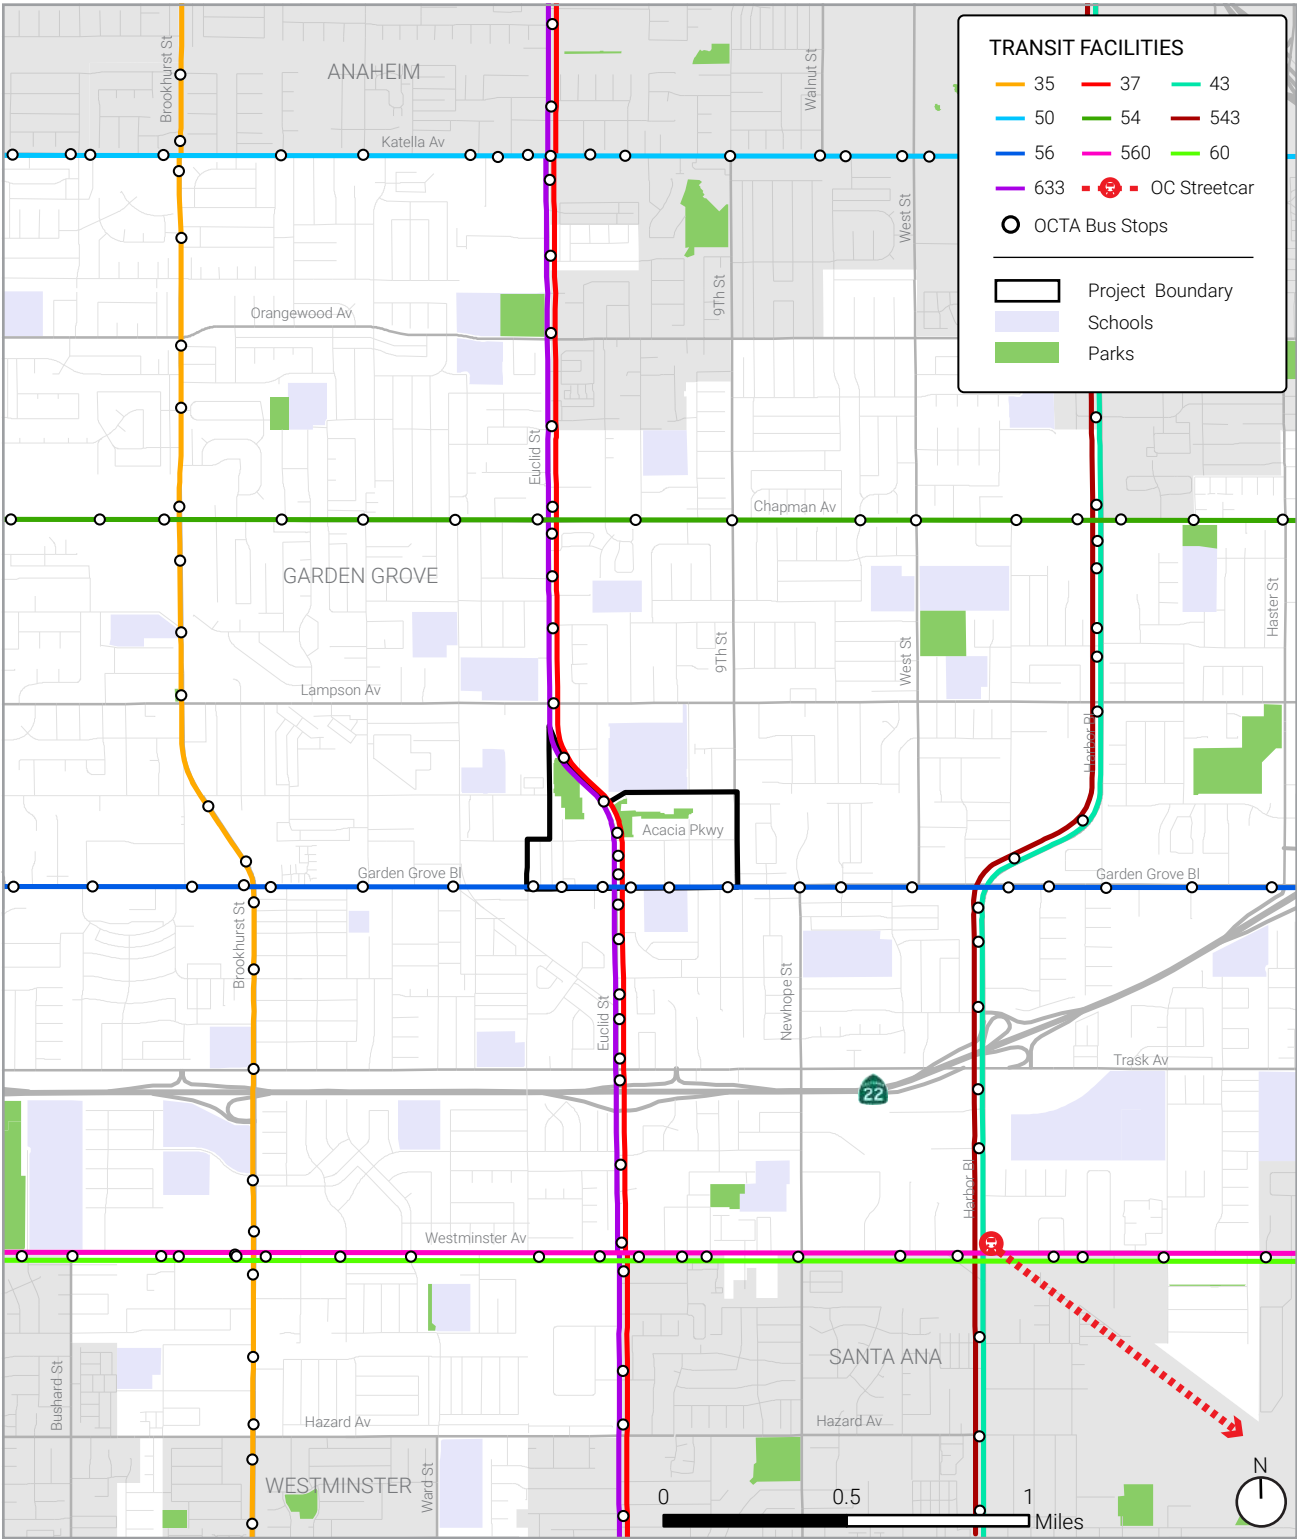 TRANSIT FACILITIES
35
37
43
50
54
543
56
560
60
633
OC Streetcar
OCTA Bus Stops
Project Boundary
Schools
Parks
Brookhurst St
ANAHEIM
Walnut St
Katella Av
West St
9Th St
Orangewood Av
Euclid St
Chapman Av
GARDEN GROVE
Haster St
9Th St
West St
Lampson Av
Harbor Bl
Acacia Pkwy
Garden Grove Bl
Garden Grove Bl
Brookhurst St
Newhope St
Euclid St
Trask Av
CALIFORNIA
22
Harbor Bl
Westminster Av
SANTA ANA
Bushard St
Hazard Av
Hazard Av
WESTMINSTER
Ward St
N
0
0.5
1
Miles